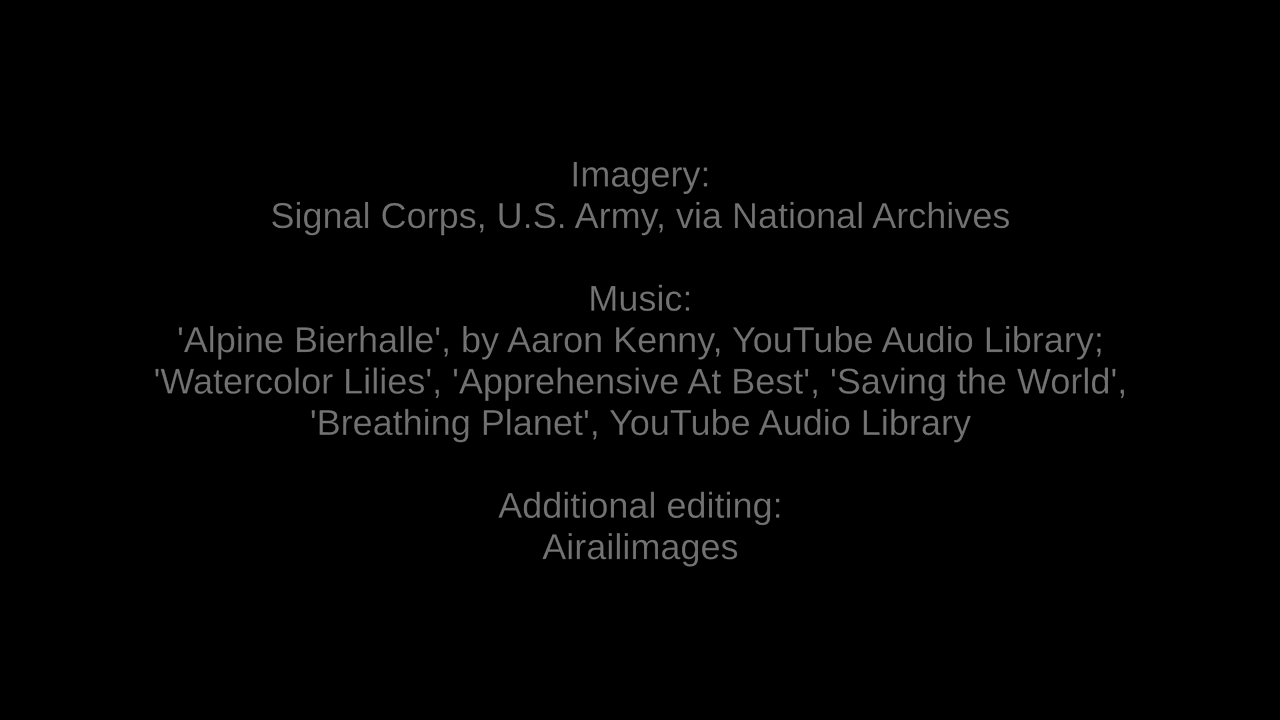 Imagery:
Signal Corps, U.S. Army, via National Archives
Music:
'Alpine Bierhalle', by Aaron Kenny, YouTube Audio Library;
'Watercolor Lilies', 'Apprehensive At Best', 'Saving the World',
'Breathing Planet', YouTube Audio Library
Additional editing:
Airailimages